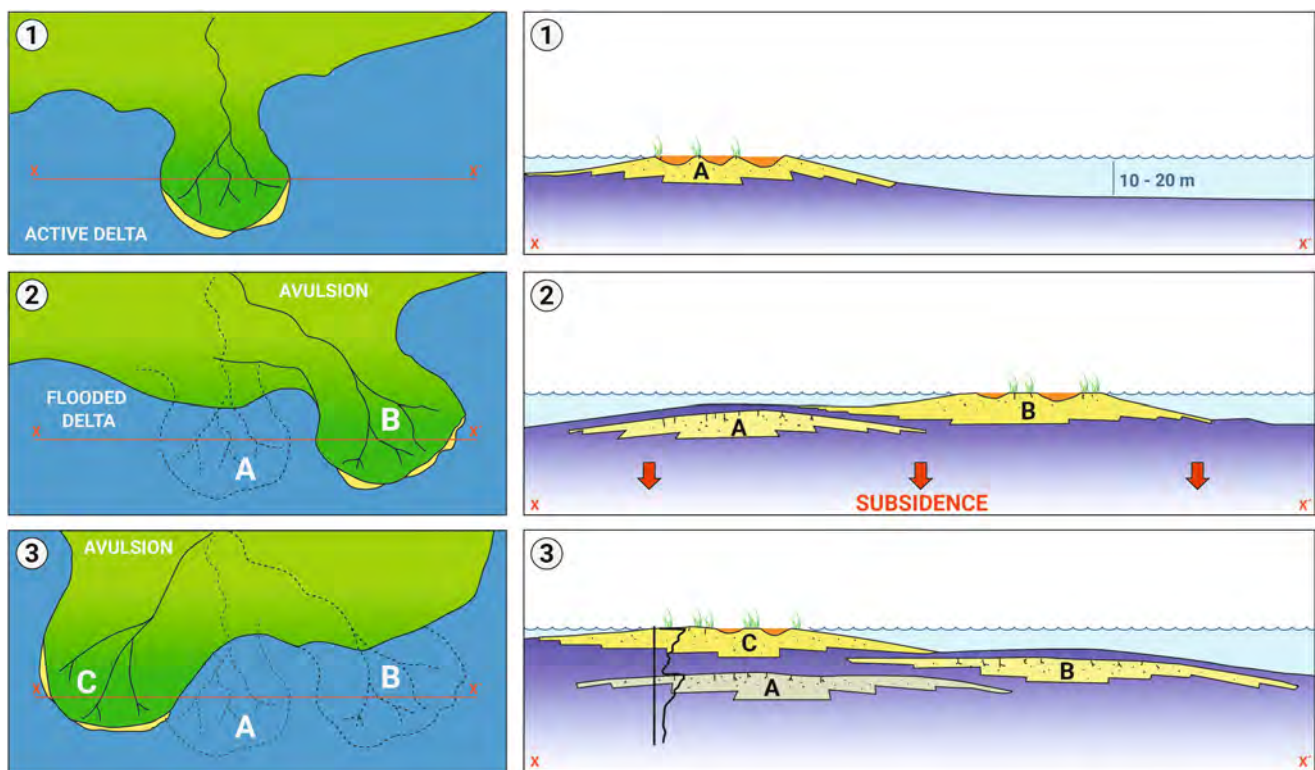 1
X
X'
ACTIVE DELTA
1
A
10 - 20 m
X
X'
2
AVULSION
FLOODED
DELTA
X
X'
B
A
2
A
B
SUBSIDENCE
X
X'
3
AVULSION
C
B
X
X'
A
3
C
B
A
X
X'